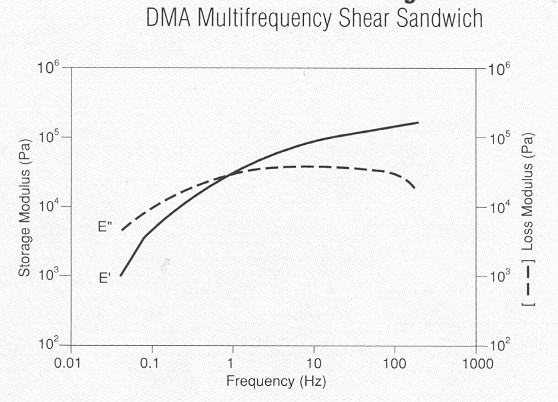 DMA Multifrequency Shear Sandwich
10⁶
10⁵
10⁴
10³
10²
Storage Modulus (Pa)
E"
E'
0.01
0.1
1
10
100
1000
Frequency (Hz)
10⁶
10⁵
10⁴
10³
10²
[ – – ] Loss Modulus (Pa)